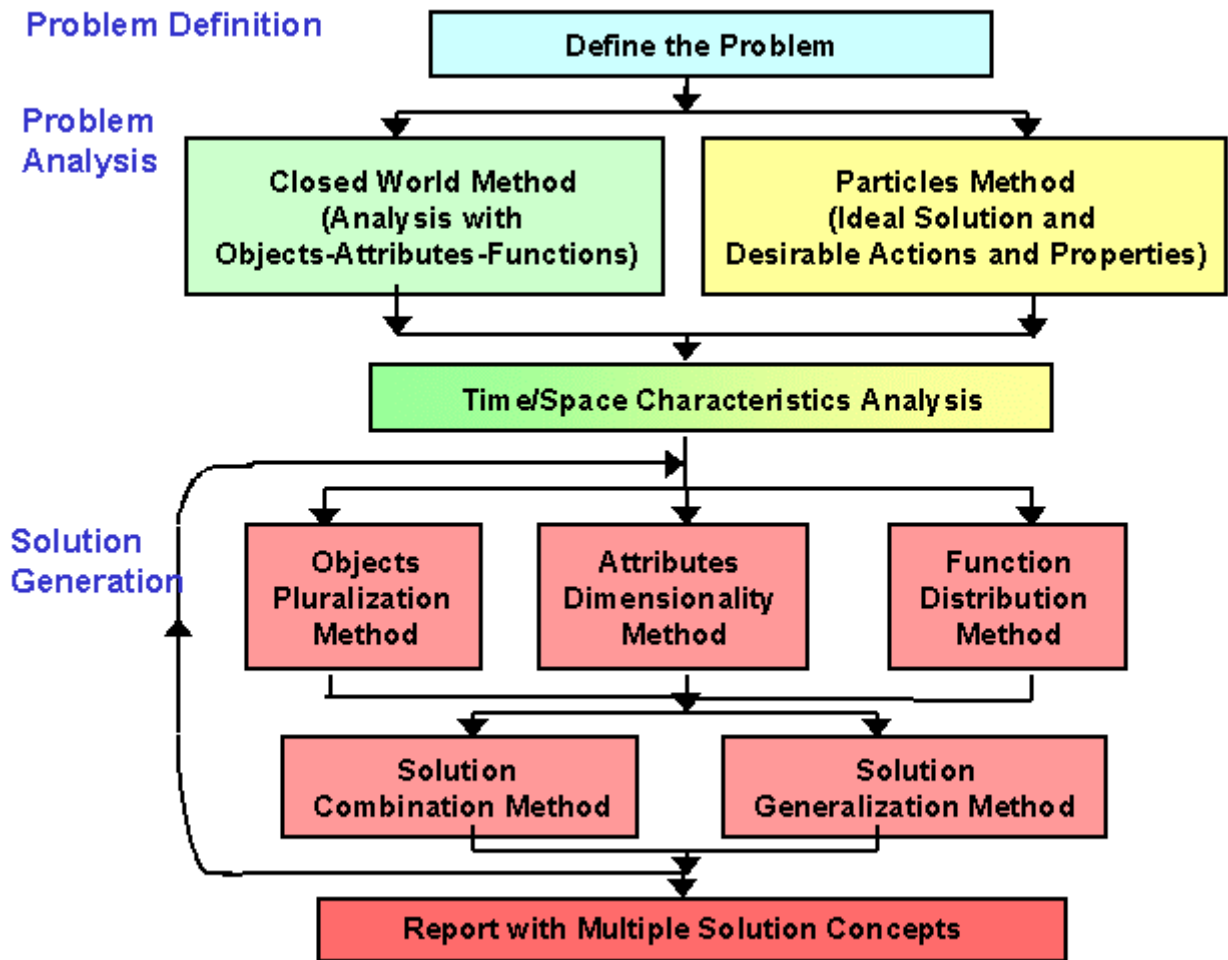 Problem Definition
Define the Problem
Problem
Analysis
Closed World Method
(Analysis with
Objects-Attributes-Functions)
Particles Method
(Ideal Solution and
Desirable Actions and Properties)
Time/Space Characteristics Analysis
Solution
Generation
Objects
Pluralization
Method
Attributes
Dimensionality
Method
Function
Distribution
Method
Solution
Combination Method
Solution
Generalization Method
Report with Multiple Solution Concepts